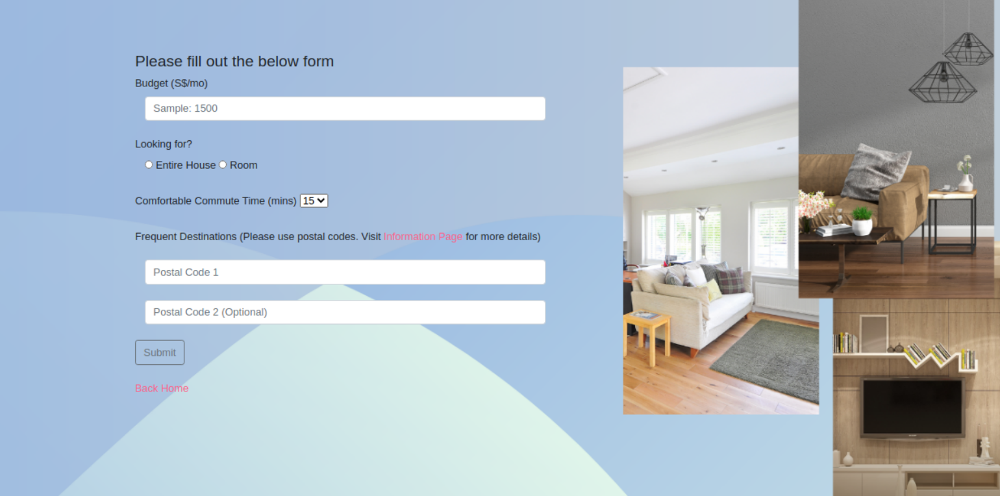 Please fill out the below form
Budget (S$/mo)
Sample: 1500
Looking for?
Entire House Room
Comfortable Commute Time (mins) 15
Frequent Destinations (Please use postal codes. Visit Information Page for more details)
Postal Code 1
Postal Code 2 (Optional)
Submit
Back Home